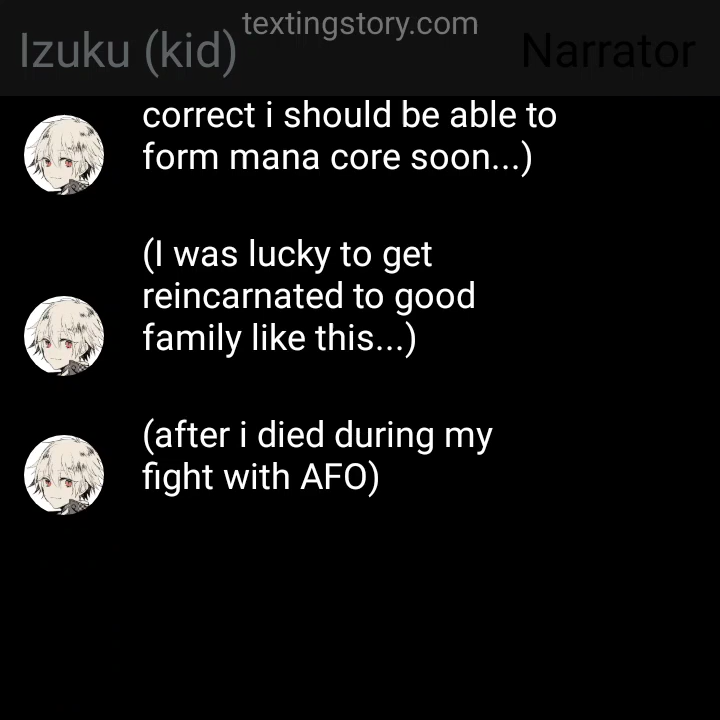 textingstory.com
Izuku (kid)
Narrator
correct i should be able to
form mana core soon...)
(I was lucky to get
reincarnated to good
family like this...)
(after i died during my
fight with AFO)